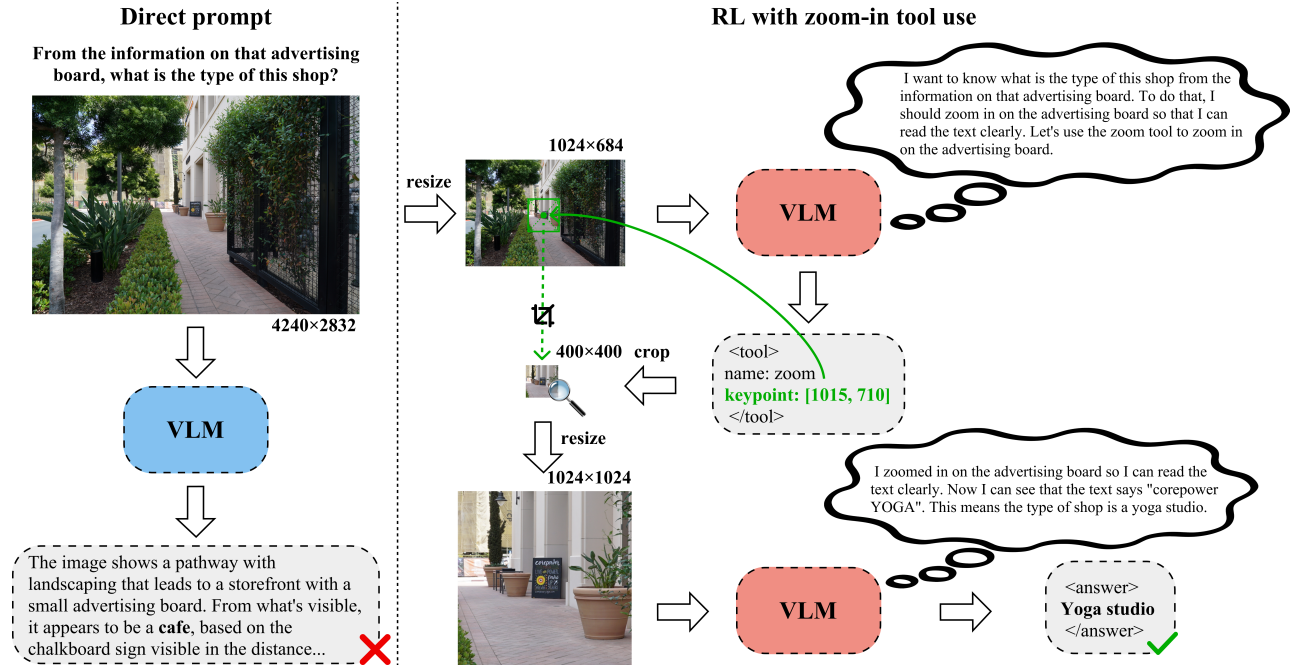 Direct prompt
From the information on that advertising
board, what is the type of this shop?
4240×2832
VLM
The image shows a pathway with
landscaping that leads to a storefront with a
small advertising board. From what's visible,
it appears to be a cafe, based on the
chalkboard sign visible in the distance...
RL with zoom-in tool use
resize
1024×684
VLM
I want to know what is the type of this shop from the
information on that advertising board. To do that, I
should zoom in on the advertising board so that I can
read the text clearly. Let's use the zoom tool to zoom in
on the advertising board.
<tool>
name: zoom
keypoint: [1015, 710]
</tool>
400×400 crop
resize
1024×1024
corepower
VLM
I zoomed in on the advertising board so I can read the
text clearly. Now I can see that the text says "corepower
YOGA". This means the type of shop is a yoga studio.
<answer>
Yoga studio
</answer>